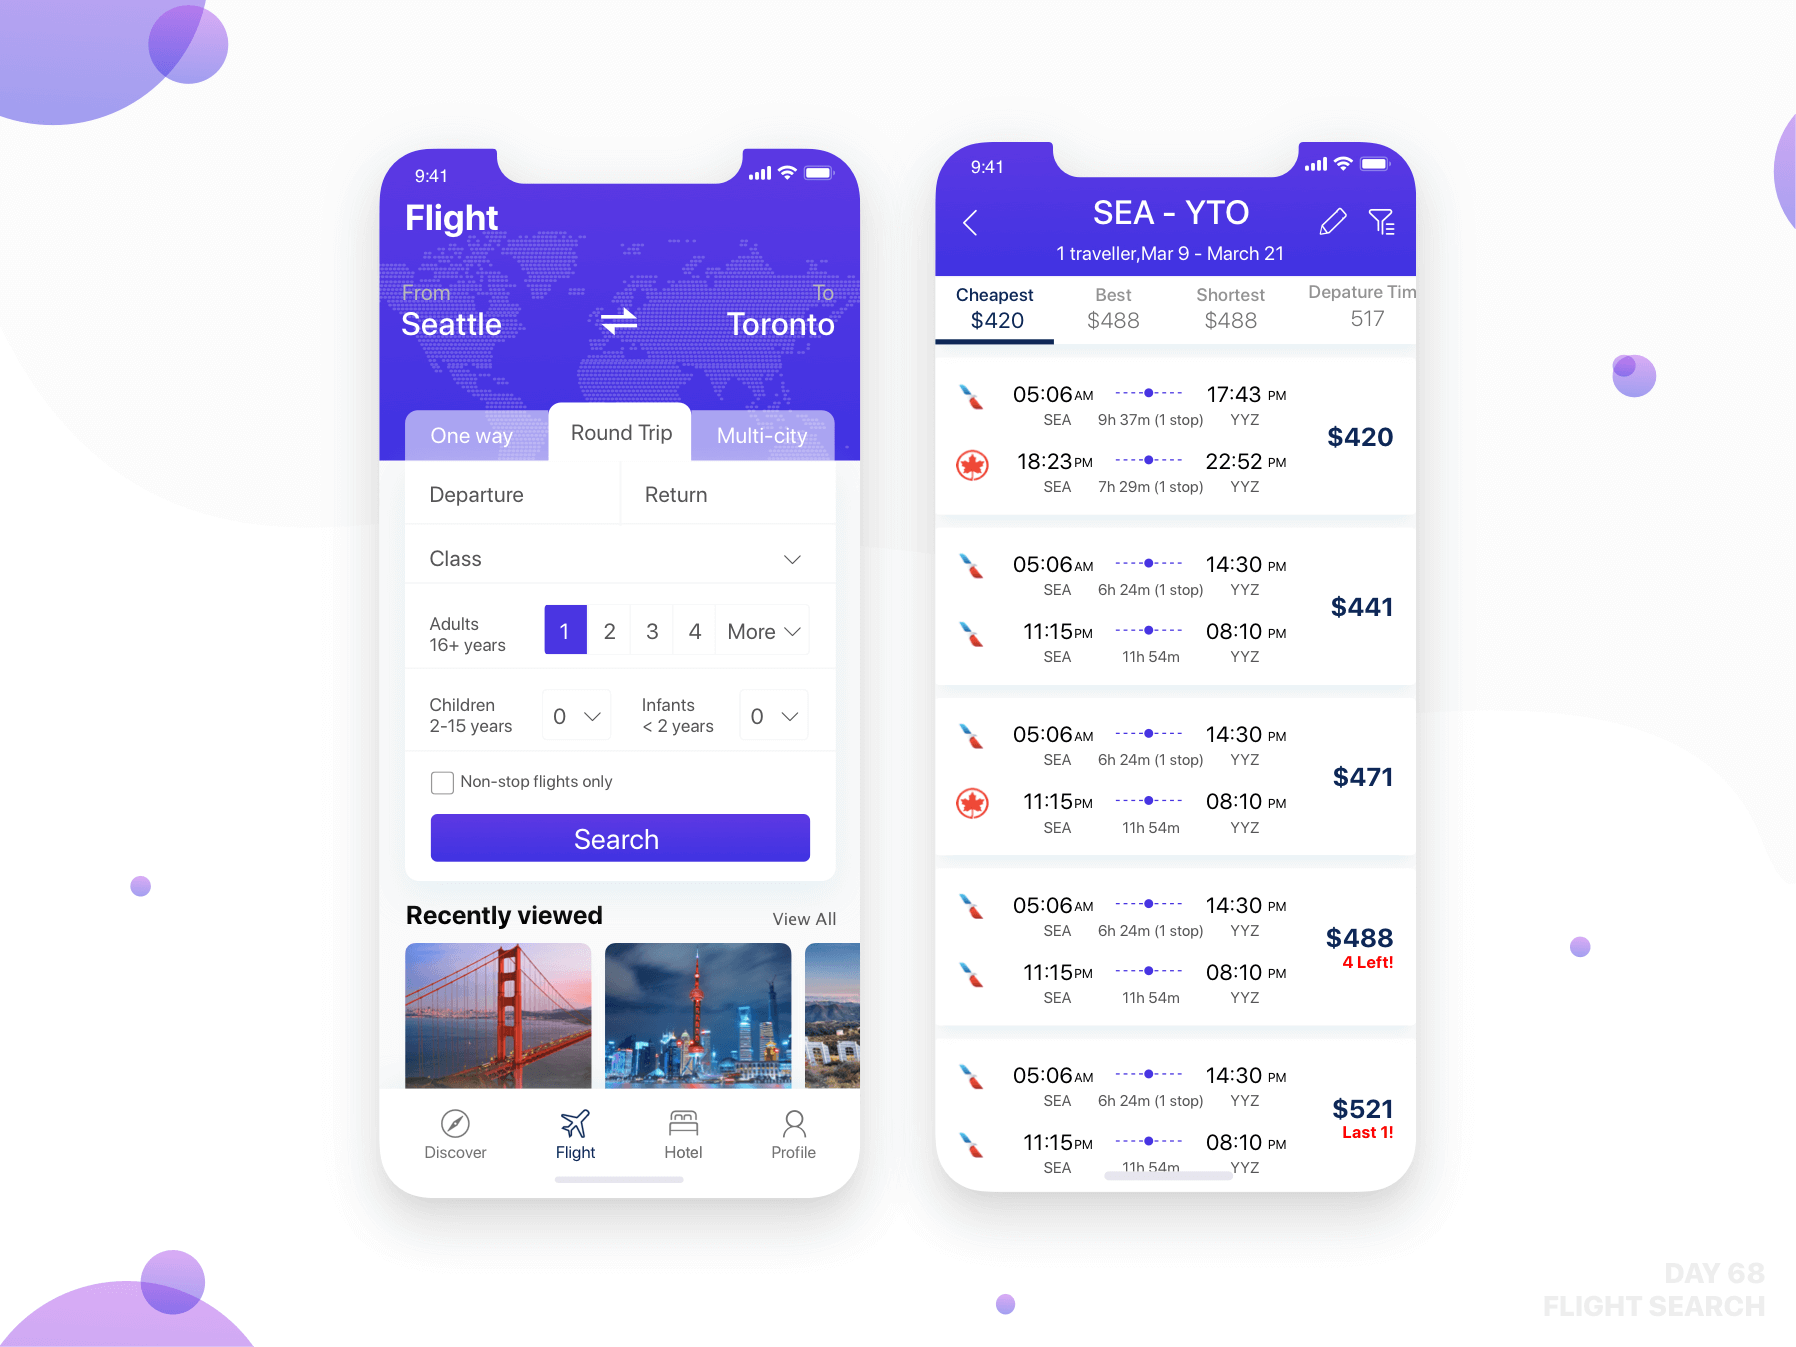 9:41
Flight
From
To
Seattle
Toronto
One way
Round Trip
Multi-city
Departure
Return
Class
Adults
16+ years
1
2
3
4
More
Children
2-15 years
0
Infants
< 2 years
0
Non-stop flights only
Search
Recently viewed
View All
Discover
Flight
Hotel
Profile
9:41
SEA - YTO
1 traveller,Mar 9 - March 21
Cheapest
$420
Best
$488
Shortest
$488
Depature Tim
517
05:06AM
17:43 PM
SEA
9h 37m (1 stop)
YYZ
$420
18:23PM
22:52 PM
SEA
7h 29m (1 stop)
YYZ
05:06AM
14:30 PM
SEA
6h 24m (1 stop)
YYZ
$441
11:15PM
08:10 PM
SEA
11h 54m
YYZ
05:06AM
14:30 PM
SEA
6h 24m (1 stop)
YYZ
$471
11:15PM
08:10 PM
SEA
11h 54m
YYZ
05:06AM
14:30 PM
SEA
6h 24m (1 stop)
YYZ
$488
4 Left!
11:15PM
08:10 PM
SEA
11h 54m
YYZ
05:06AM
14:30 PM
SEA
6h 24m (1 stop)
YYZ
$521
Last 1!
11:15PM
08:10 PM
SEA
11h 54m
YYZ
DAY 68
FLIGHT SEARCH